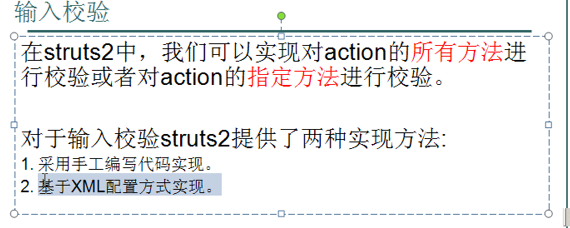 输入校验
在struts2中，我们可以实现对action的所有方法进
行校验或者对action的指定方法进行校验。
对于输入校验struts2提供了两种实现方法:
1. 采用手工编写代码实现。
2. 基于XML配置方式实现。